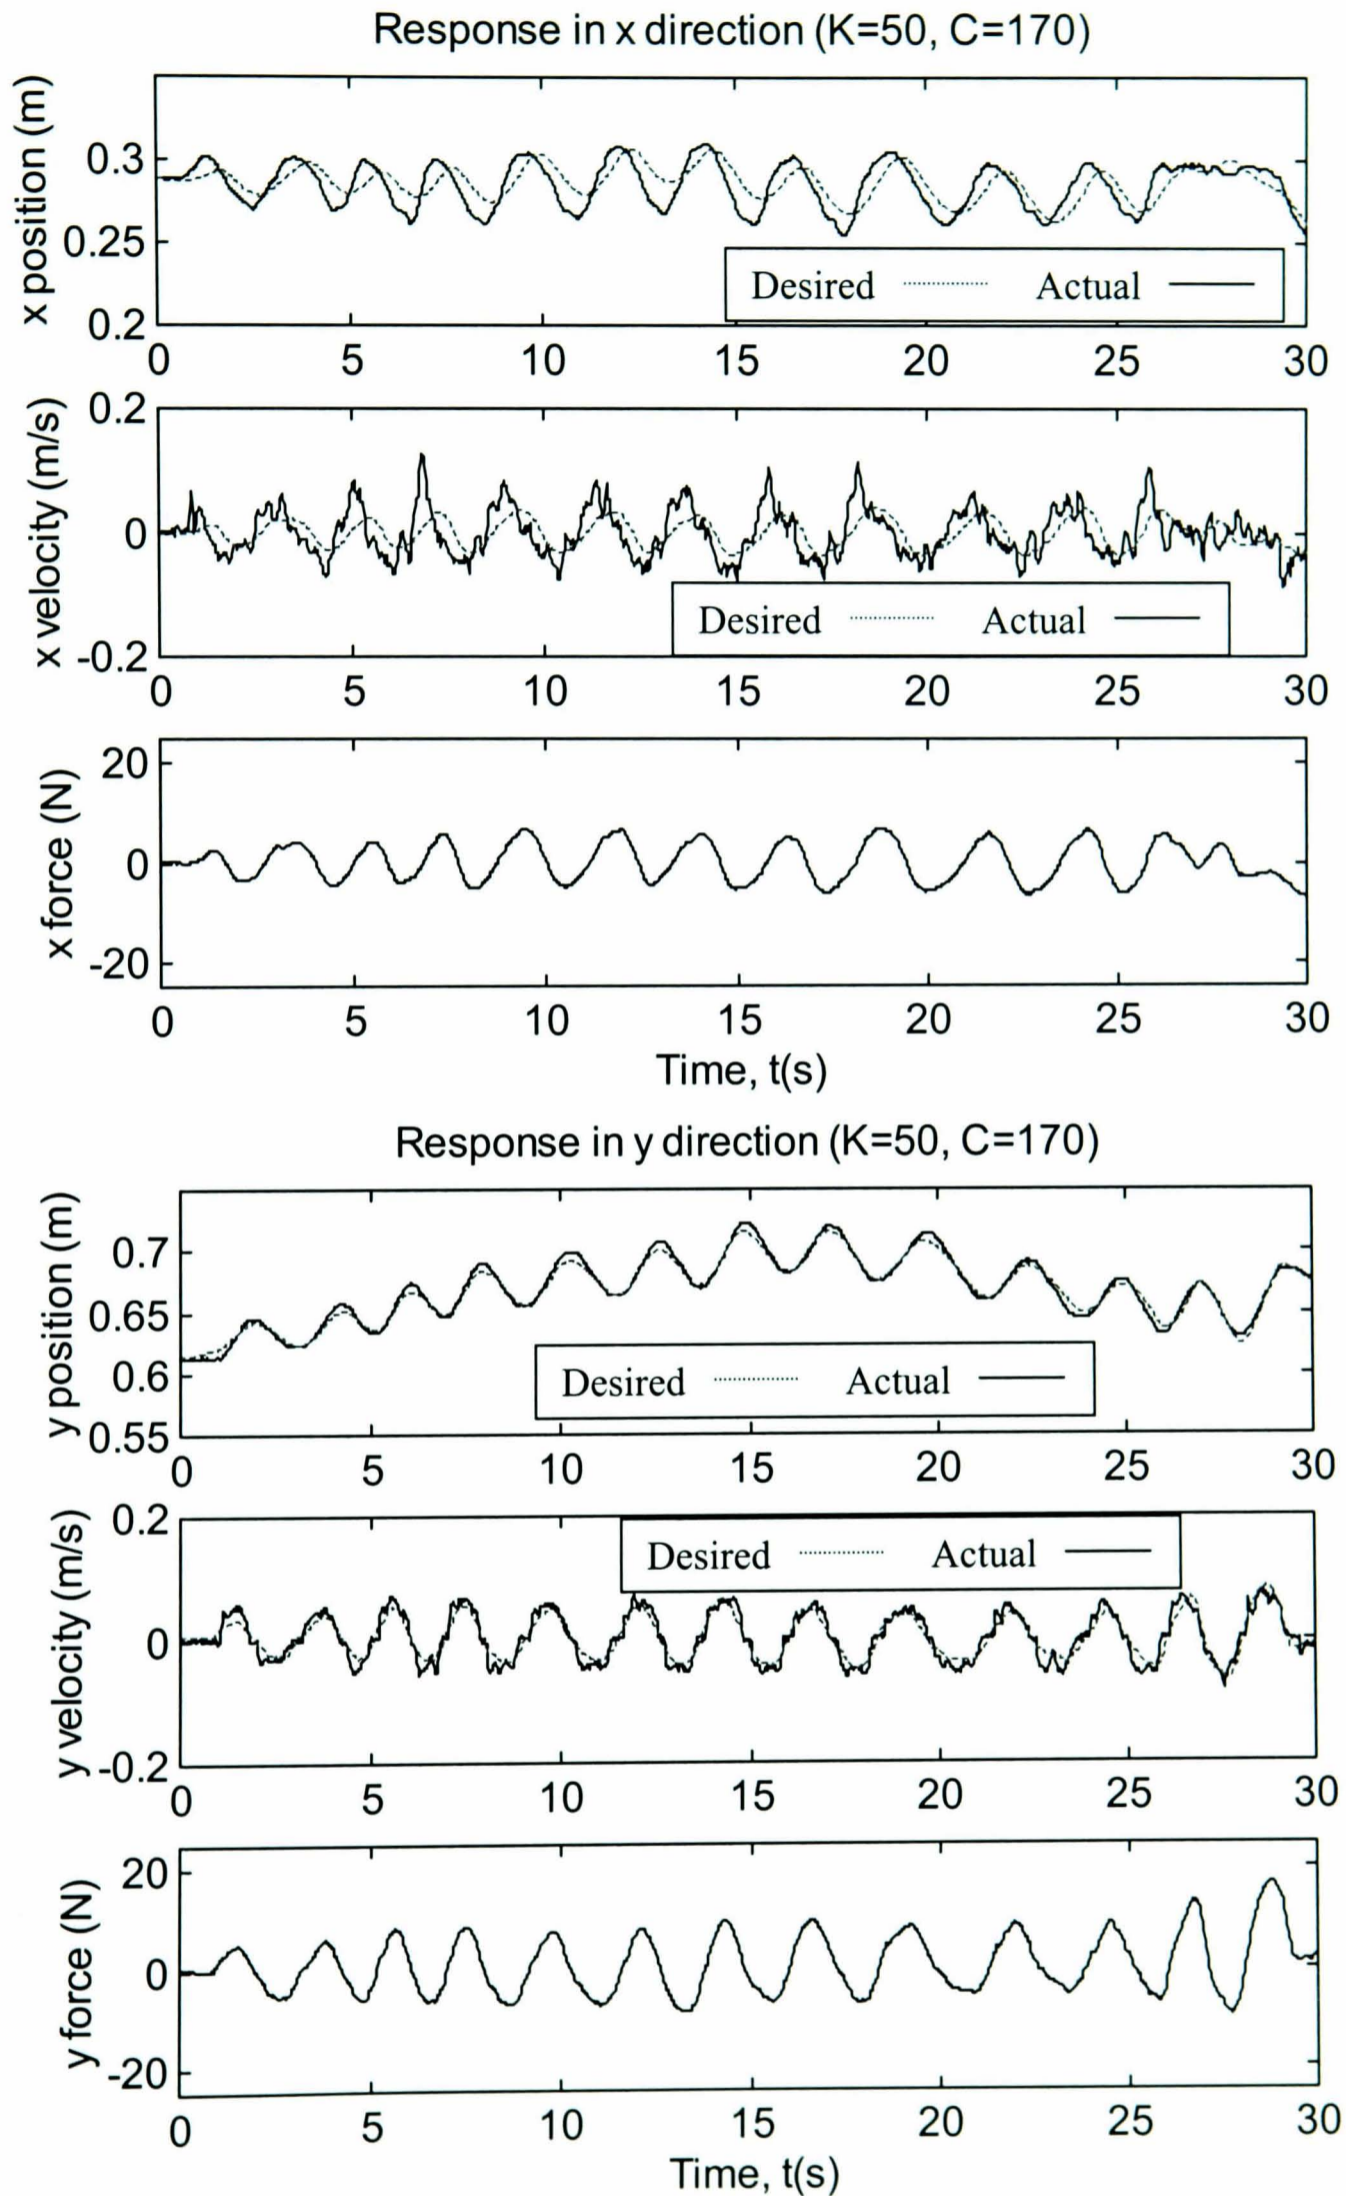 Response in x direction (K=50, C=170)
x position (m)
0.3
0.25
0.2
Desired Actual
0 5 10 15 20 25 30
x velocity (m/s)
0.2
0
-0.2
Desired Actual
0 5 10 15 20 25 30
x force (N)
20
0
-20
0 5 10 15 20 25 30
Time, t(s)
Response in y direction (K=50, C=170)
y position (m)
0.7
0.65
0.6
0.55
Desired Actual
0 5 10 15 20 25 30
y velocity (m/s)
0.2
0
-0.2
Desired Actual
0 5 10 15 20 25 30
y force (N)
20
0
-20
0 5 10 15 20 25 30
Time, t(s)